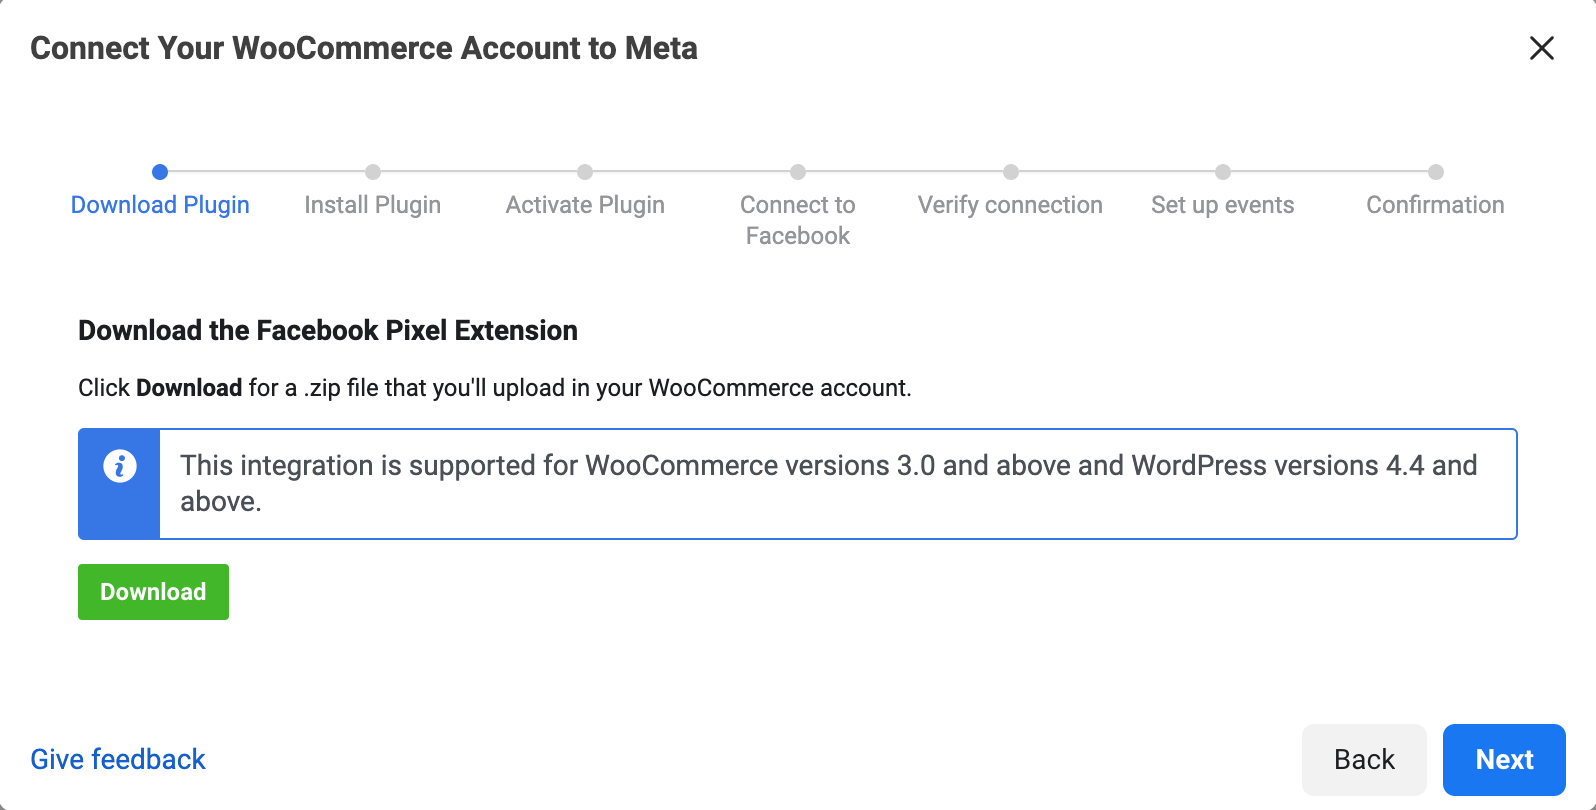 Connect Your WooCommerce Account to Meta
Download Plugin
Install Plugin
Activate Plugin
Connect to
Facebook
Verify connection
Set up events
Confirmation
Download the Facebook Pixel Extension
Click Download for a .zip file that you'll upload in your WooCommerce account.
This integration is supported for WooCommerce versions 3.0 and above and WordPress versions 4.4 and
above.
Download
Give feedback
Back
Next